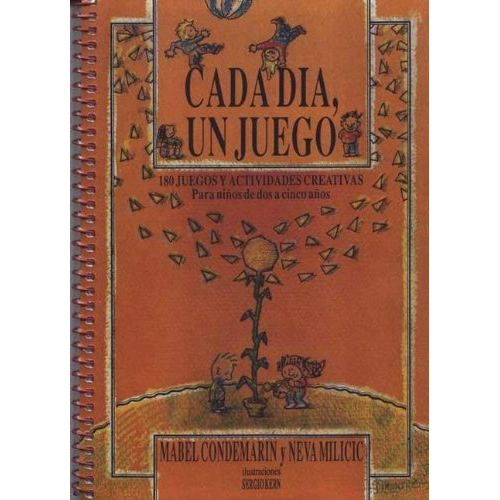 CADA DIA,
UN JUEGO
180 JUEGOS Y ACTIVIDADES CREATIVAS
Para niños de dos a cinco años
MABEL CONDEMARIN y NEVA MILICIC
ilustraciones
SERGIO KERN